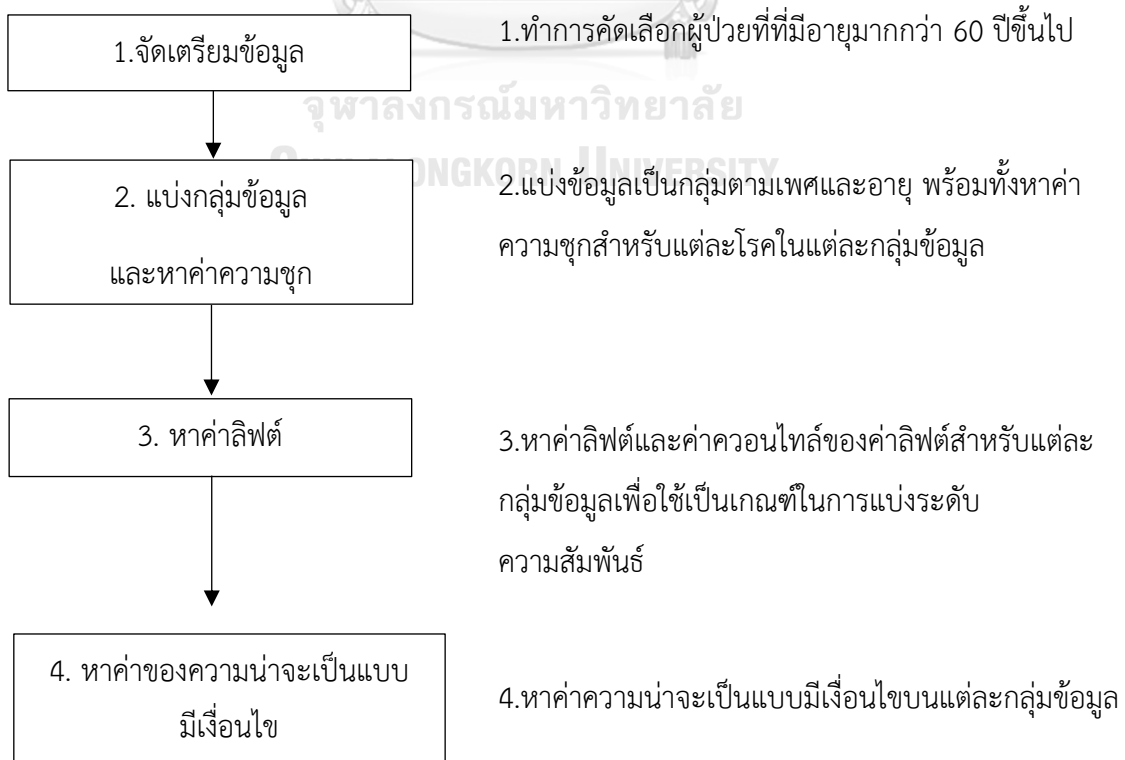 1.จัดเตรียมข้อมูล
1.ทำการคัดเลือกผู้ป่วยที่ที่มีอายุมากกว่า 60 ปีขึ้นไป
จุฬาลงกรณ์มหาวิทยาลัย
UNIVERSITY
2. แบ่งกลุ่มข้อมูล
และหาค่าความชุก
2.แบ่งข้อมูลเป็นกลุ่มตามเพศและอายุ พร้อมทั้งหาค่า
ความชุกสำหรับแต่ละโรคในแต่ละกลุ่มข้อมูล
3. หาค่าลิฟต์
3.หาค่าลิฟต์และค่าควอนไทล์ของค่าลิฟต์สำหรับแต่ละ
กลุ่มข้อมูลเพื่อใช้เป็นเกณฑ์ในการแบ่งระดับ
ความสัมพันธ์
4. หาค่าของความน่าจะเป็นแบบ
มีเงื่อนไข
4.หาค่าความน่าจะเป็นแบบมีเงื่อนไขบนแต่ละกลุ่มข้อมูล